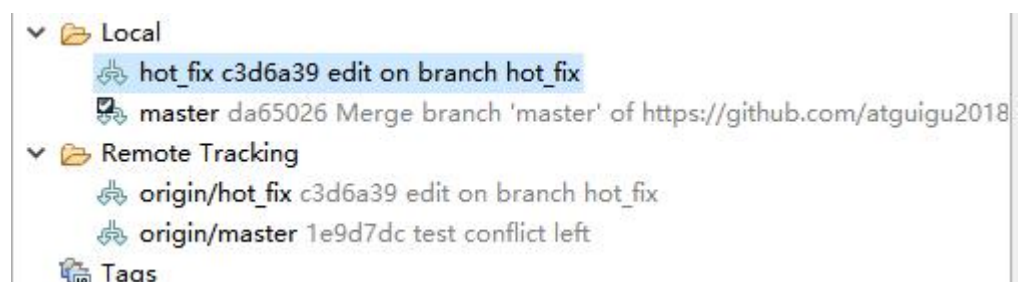 Local
hot_fix c3d6a39 edit on branch hot_fix
master da65026 Merge branch 'master' of https://github.com/atguigu2018
Remote Tracking
origin/hot_fix c3d6a39 edit on branch hot_fix
origin/master 1e9d7dc test conflict left
Tags